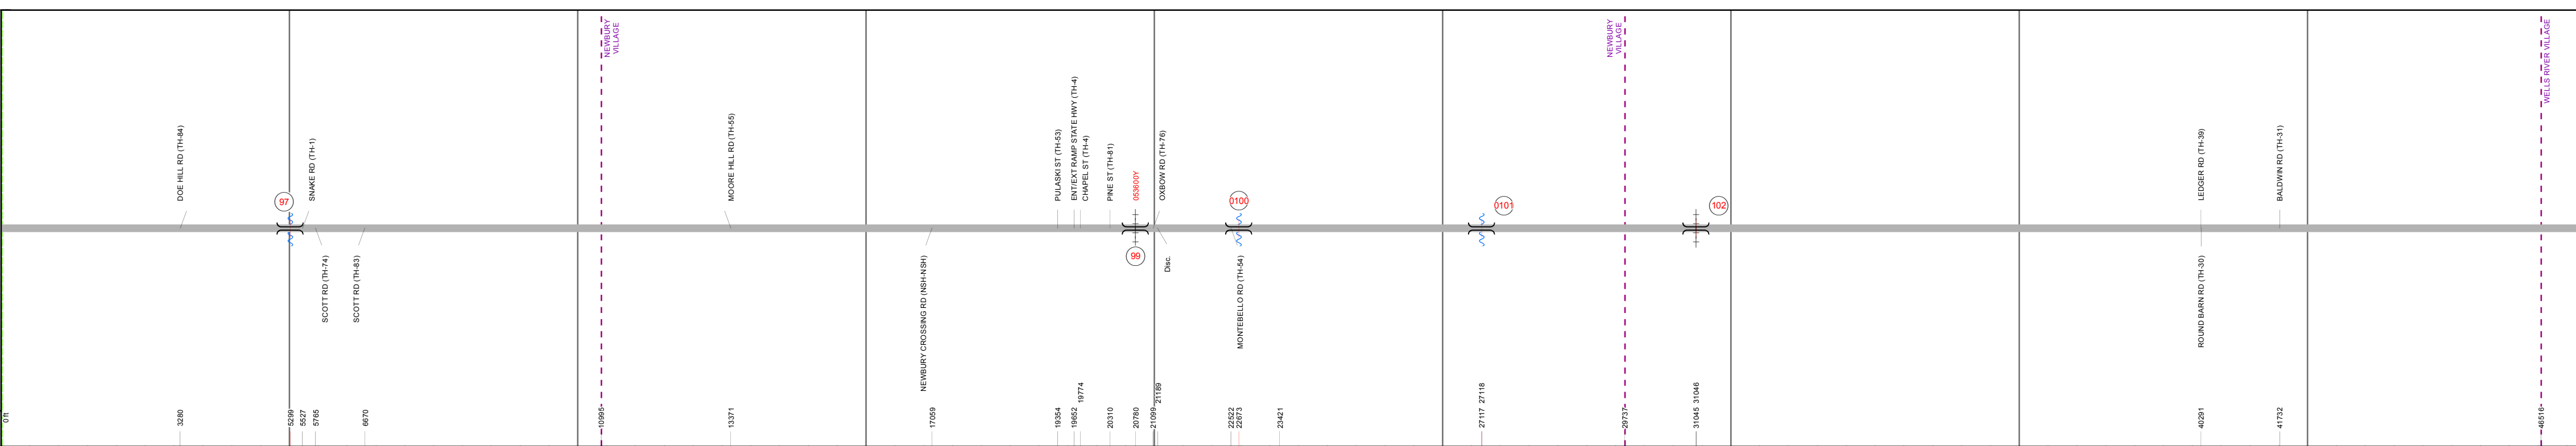 NEWBURY
VILLAGE
NEWBURY
VILLAGE
WELLS RIVER VILLAGE
DOE HILL RD (TH-84)
SNAKE RD (TH-1)
MOORE HILL RD (TH-55)
PULASKI ST (TH-53)
ENT/EXT RAMP STATE HWY (TH-4)
CHAPEL ST (TH-4)
PINE ST (TH-81)
053600Y
OXBOW RD (TH-76)
LEDGER RD (TH-39)
BALDWIN RD (TH-31)
97
0100
0101
102
99
SCOTT RD (TH-74)
SCOTT RD (TH-83)
NEWBURY CROSSING RD (NSH-NSH)
Disc.
MONTEBELLO RD (TH-54)
ROUND BARN RD (TH-30)
0 ft
3280
5299
5527
5765
6670
10995
13371
17059
19354
19652
19774
20310
20780
21099
21189
22522
22673
23421
27117 27118
29737
31045 31046
40291
41732
46516